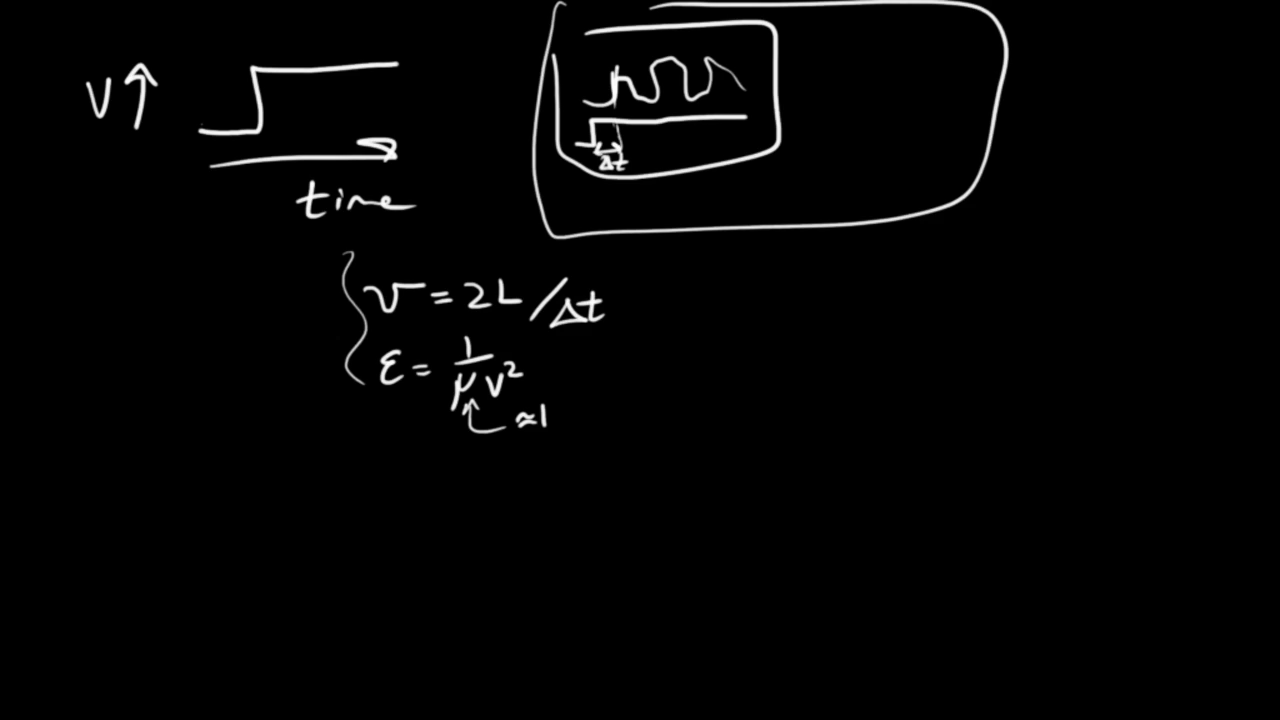 V↑
time
Δt
v = 2L/Δt
ε = 1/μv²
≈1